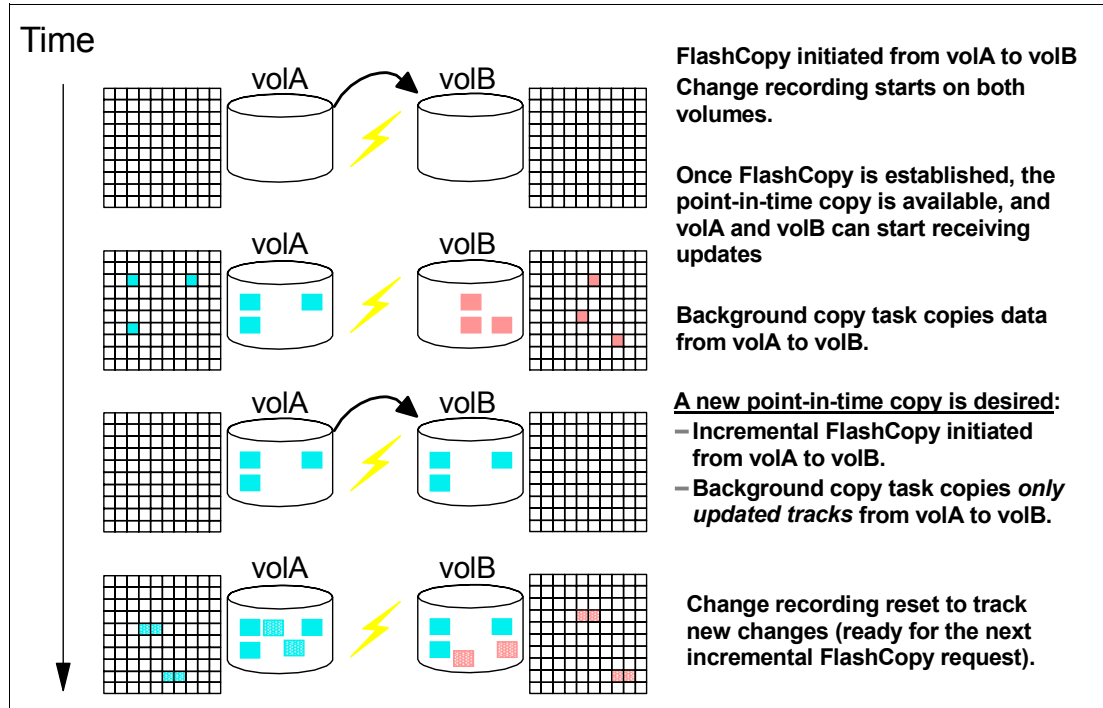 Time
volA
volB
FlashCopy initiated from volA to volB
Change recording starts on both
volumes.
Once FlashCopy is established, the
point-in-time copy is available, and
volA and volB can start receiving
updates
volA
volB
Background copy task copies data
from volA to volB.
volA
volB
A new point-in-time copy is desired:
– Incremental FlashCopy initiated
from volA to volB.
– Background copy task copies only
updated tracks from volA to volB.
volA
volB
Change recording reset to track
new changes (ready for the next
incremental FlashCopy request).